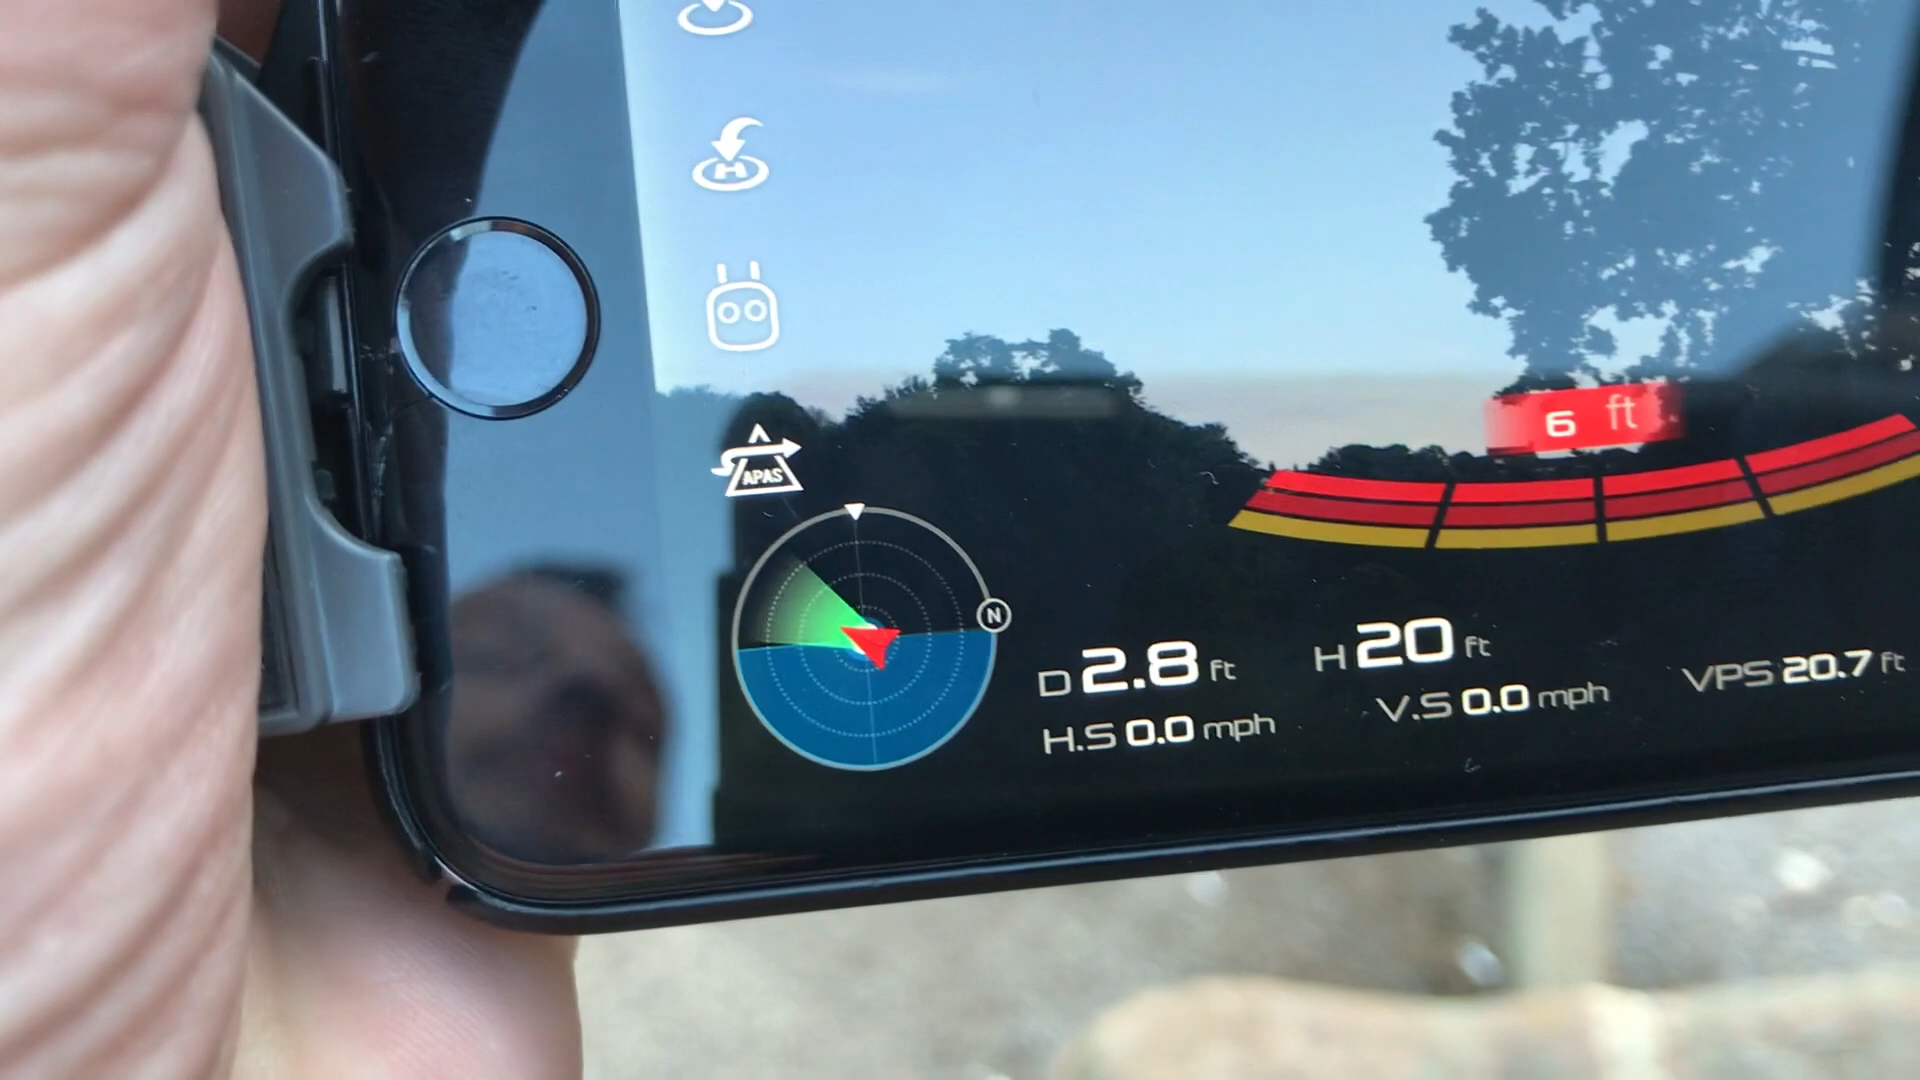 H
6 ft
APAS
N
D 2.8 ft
H 20 ft
H.S 0.0 mph
V.S 0.0 mph
VPS 20.7 ft